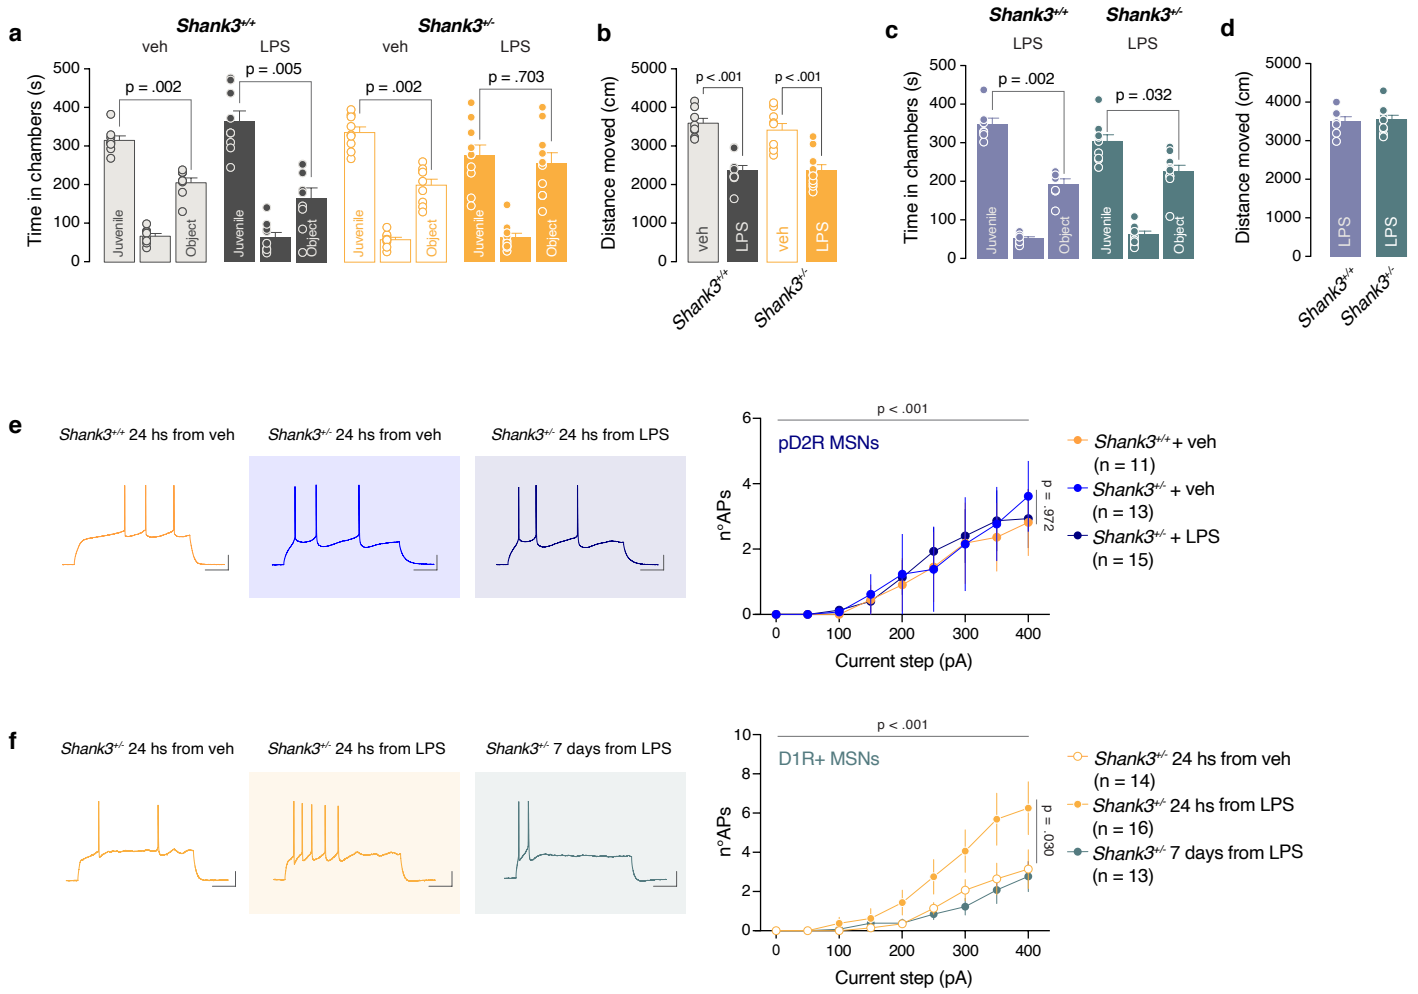 a
Shank3+/+
Shank3+/-
veh
LPS
veh
LPS
Time in chambers (s)
500
400
300
200
100
0
p = .002
p = .005
p = .002
p = .703
Juvenile
Object
Juvenile
Object
Juvenile
Object
Juvenile
Object
b
Distance moved (cm)
5000
4000
3000
2000
1000
0
p < .001
p < .001
veh
LPS
veh
LPS
Shank3+/+
Shank3+/-
c
Shank3+/+
Shank3+/-
LPS
LPS
Time in chambers (s)
500
400
300
200
100
0
p = .002
p = .032
Juvenile
Object
Juvenile
Object
d
Distance moved (cm)
5000
4000
3000
2000
1000
0
LPS
LPS
Shank3+/+
Shank3+/-
e
Shank3+/+ 24 hs from veh
Shank3+/- 24 hs from veh
Shank3+/- 24 hs from LPS
p < .001
pD2R MSNs
n°APs
6
4
2
0
0
100
200
300
400
Current step (pA)
p = .972
Shank3+/+ + veh
(n = 11)
Shank3+/- + veh
(n = 13)
Shank3+/- + LPS
(n = 15)
f
Shank3+/- 24 hs from veh
Shank3+/- 24 hs from LPS
Shank3+/- 7 days from LPS
p < .001
D1R+ MSNs
n°APs
10
8
6
4
2
0
0
100
200
300
400
Current step (pA)
p = .030
Shank3+/- 24 hs from veh
(n = 14)
Shank3+/- 24 hs from LPS
(n = 16)
Shank3+/- 7 days from LPS
(n = 13)